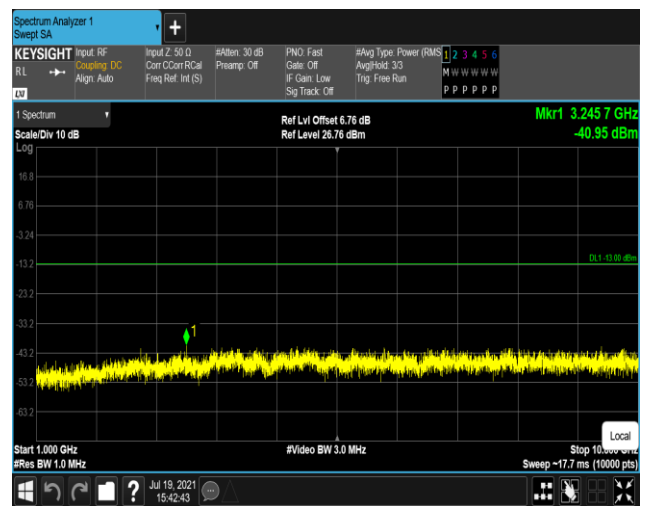 Spectrum Analyzer 1
Swept SA
+
KEYSIGHT
RL
Input: RF
Coupling: DC
Align: Auto
Input Z: 50 Ω
Corr CCorr RCal
Freq Ref: Int (S)
#Atten: 30 dB
Preamp: Off
PNO: Fast
Gate: Off
IF Gain: Low
Sig Track: Off
#Avg Type: Power (RMS
Avg|Hold: 3/3
Trig: Free Run
1 2 3 4 5 6
M W W W W W
P P P P P P
LXI
1 Spectrum
Scale/Div 10 dB
Log
Ref Lvl Offset 6.76 dB
Ref Level 26.76 dBm
Mkr1 3.245 7 GHz
-40.95 dBm
16.8
6.76
-3.24
-13.2
DL1 -13.00 dBm
-23.2
-33.2
1
-43.2
-53.2
-63.2
Local
Start 1.000 GHz
#Res BW 1.0 MHz
#Video BW 3.0 MHz
Stop 10.000 GHz
Sweep ~17.7 ms (10000 pts)
?
Jul 19, 2021
15:42:43